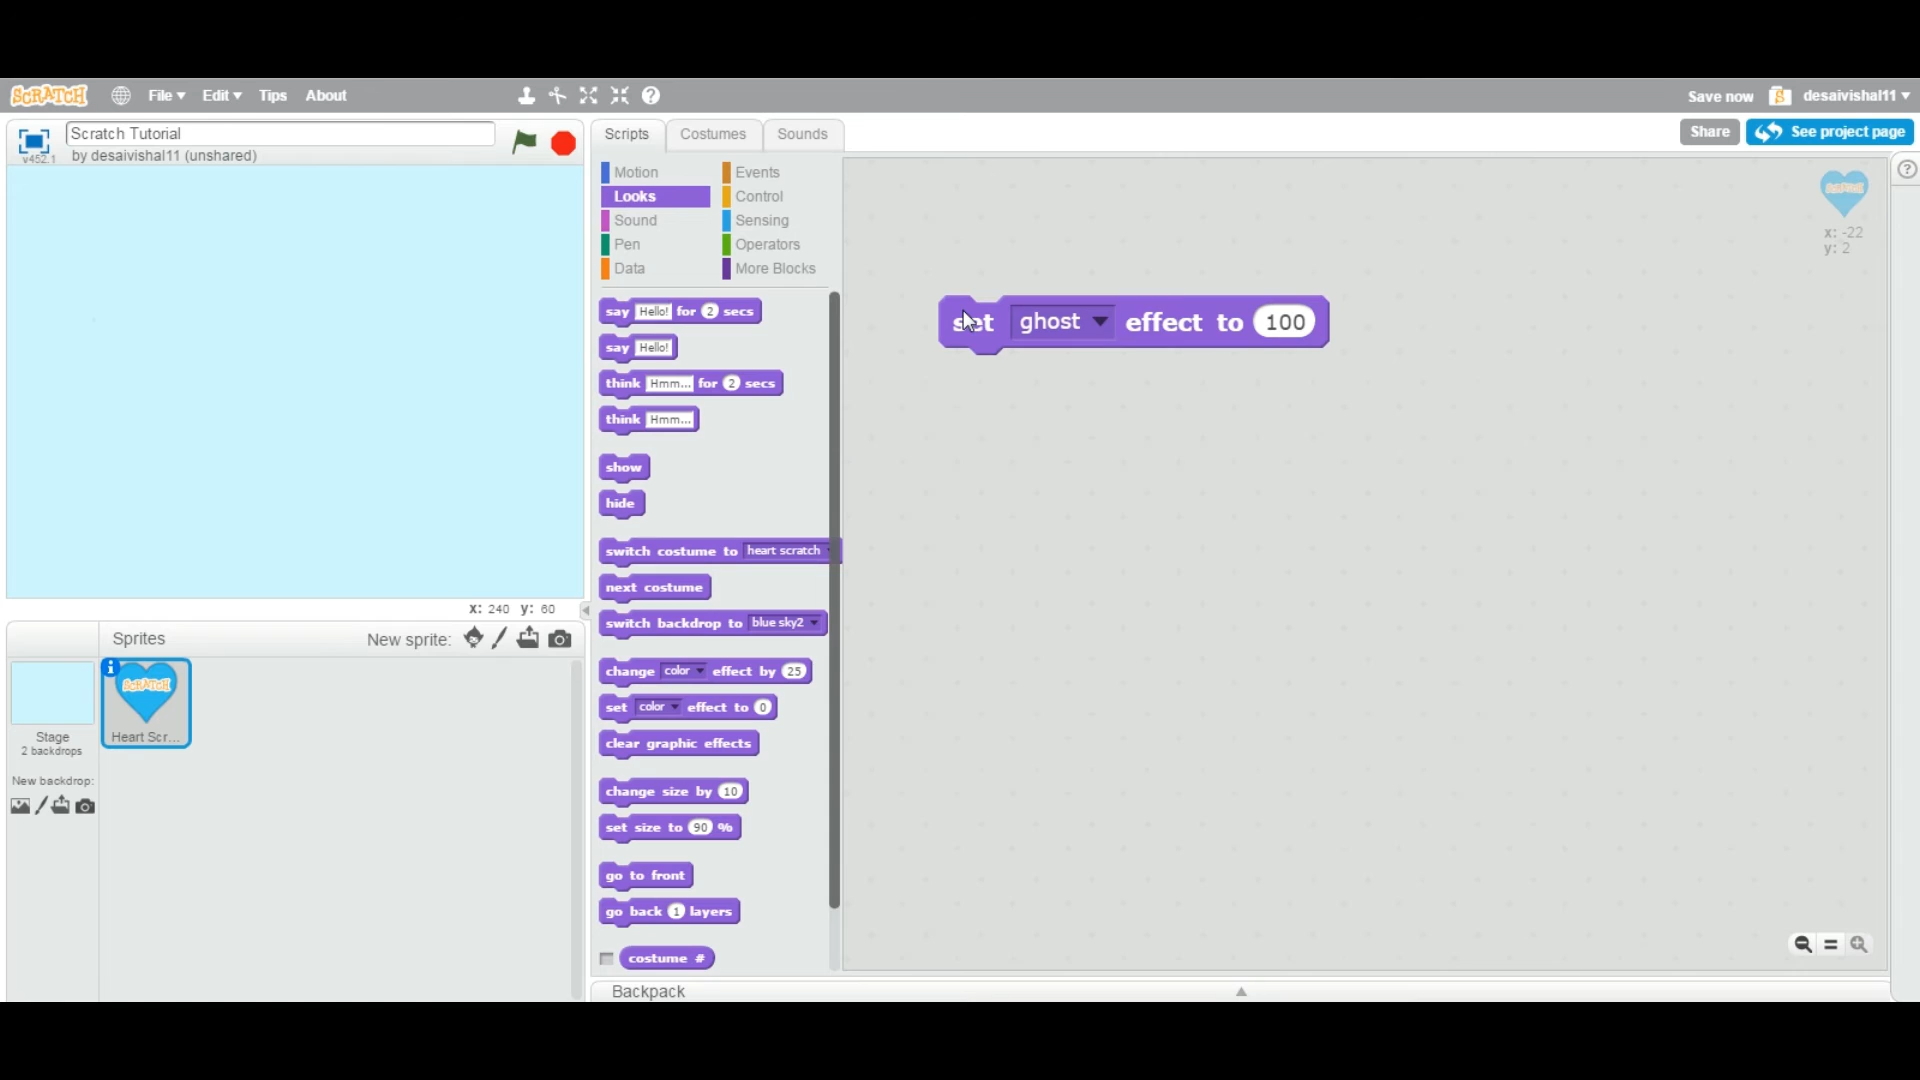 SCRATCH File Edit Tips About Save now desaivishal11
v452.1 Scratch Tutorial
by desaivishal11 (unshared)
Scripts Costumes Sounds Share See project page
Motion Events
Looks Control
Sound Sensing
Pen Operators
Data More Blocks
SCRATCH
x: -22
y: 2
say Hello! for 2 secs
say Hello!
think Hmm... for 2 secs
think Hmm...
show
hide
switch costume to heart scratch
next costume
switch backdrop to blue sky2
change color effect by 25
set color effect to 0
clear graphic effects
change size by 10
set size to 90 %
go to front
go back 1 layers
costume #
set ghost effect to 100
x: 240 y: 60
Sprites New sprite:
Stage
2 backdrops
New backdrop:
SCRATCH
Heart Scr...
Backpack